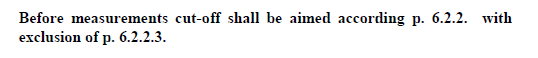 Before measurements cut-off shall be aimed according p. 6.2.2. with
exclusion of p. 6.2.2.3.